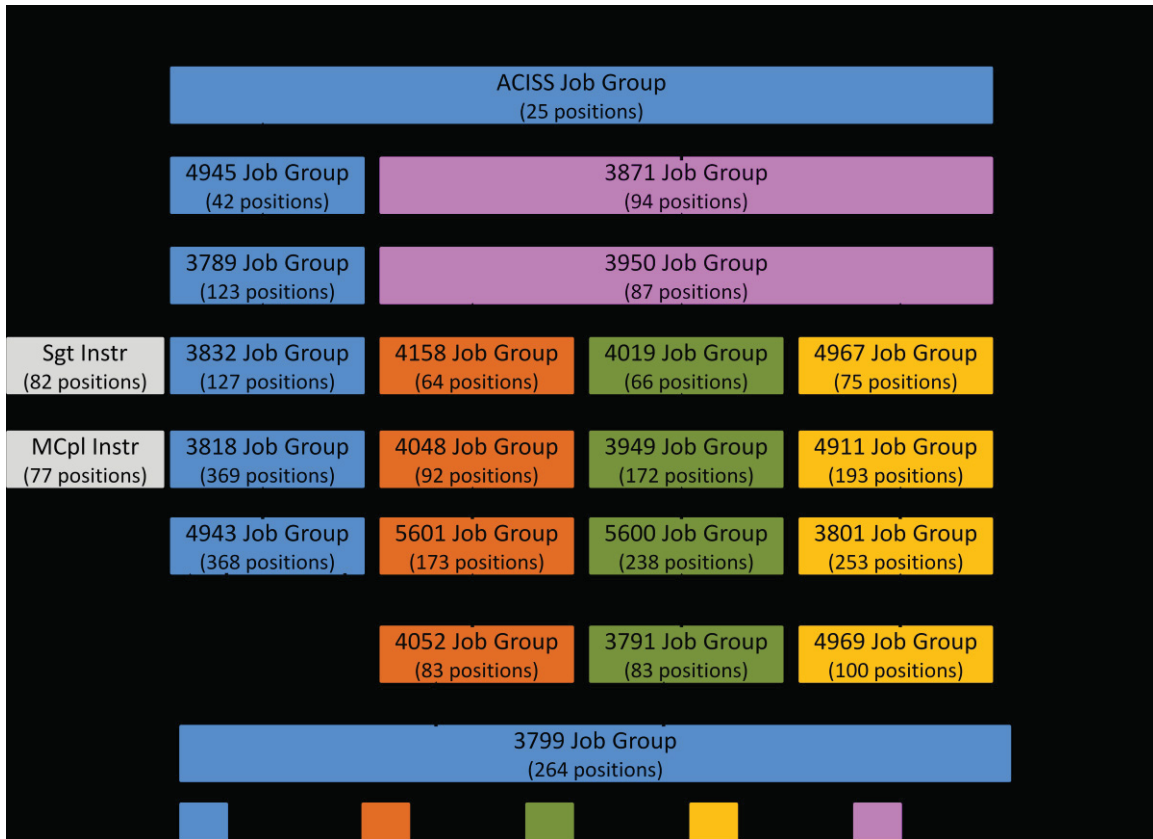 ACISS Job Group
(25 positions)
4945 Job Group
(42 positions)
3871 Job Group
(94 positions)
3789 Job Group
(123 positions)
3950 Job Group
(87 positions)
Sgt Instr
(82 positions)
3832 Job Group
(127 positions)
4158 Job Group
(64 positions)
4019 Job Group
(66 positions)
4967 Job Group
(75 positions)
MCpl Instr
(77 positions)
3818 Job Group
(369 positions)
4048 Job Group
(92 positions)
3949 Job Group
(172 positions)
4911 Job Group
(193 positions)
4943 Job Group
(368 positions)
5601 Job Group
(173 positions)
5600 Job Group
(238 positions)
3801 Job Group
(253 positions)
4052 Job Group
(83 positions)
3791 Job Group
(83 positions)
4969 Job Group
(100 positions)
3799 Job Group
(264 positions)